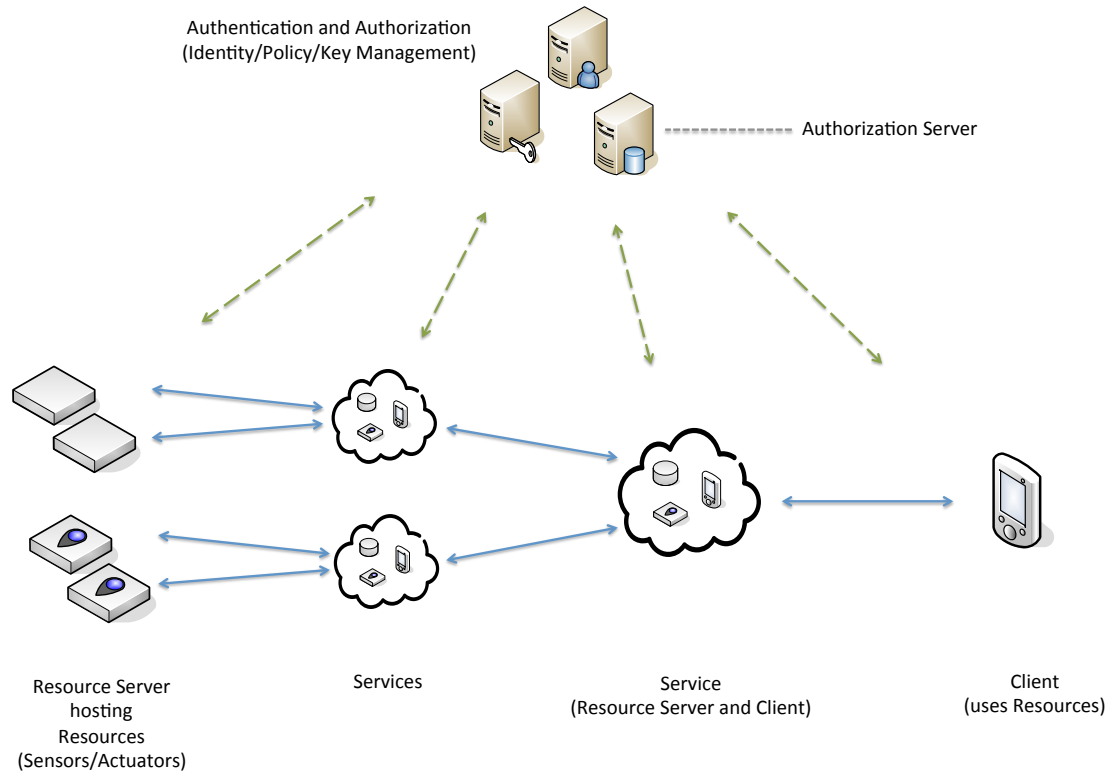 Authentication and Authorization
(Identity/Policy/Key Management)
Authorization Server
Resource Server
hosting
Resources
(Sensors/Actuators)
Services
Service
(Resource Server and Client)
Client
(uses Resources)